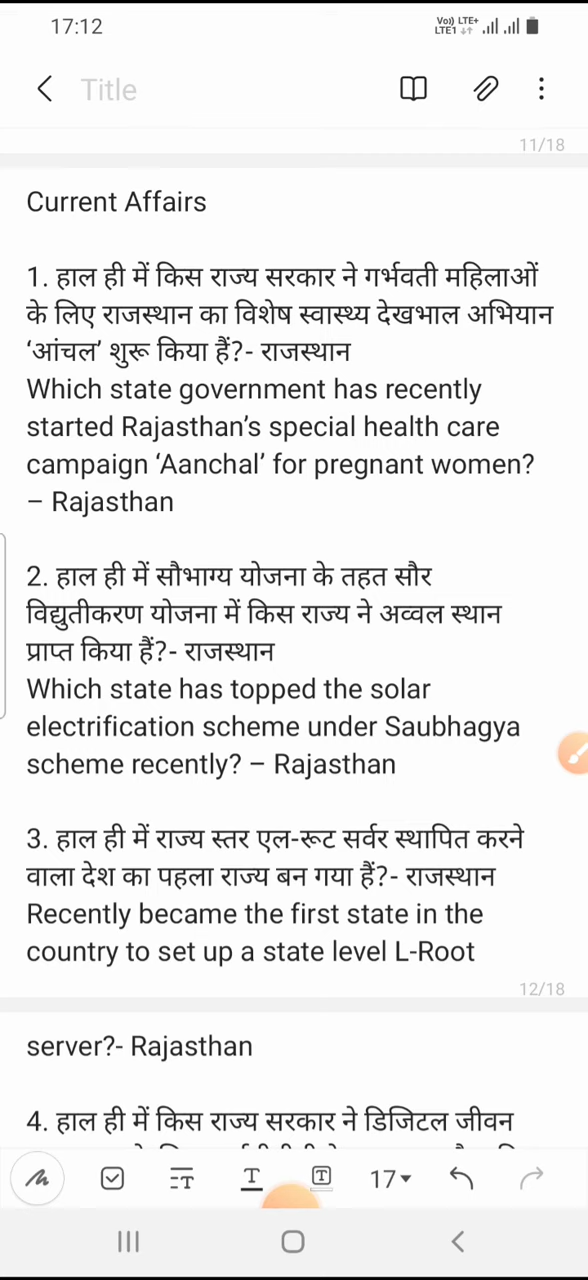 17:12
Vo)) LTE+
LTE1
Title
11/18
Current Affairs
1. हाल ही में किस राज्य सरकार ने गर्भवती महिलाओं
के लिए राजस्थान का विशेष स्वास्थ्य देखभाल अभियान
‘आंचल’ शुरू किया हैं?- राजस्थान
Which state government has recently
started Rajasthan’s special health care
campaign ‘Aanchal’ for pregnant women?
– Rajasthan
2. हाल ही में सौभाग्य योजना के तहत सौर
विद्युतीकरण योजना में किस राज्य ने अव्वल स्थान
प्राप्त किया हैं?- राजस्थान
Which state has topped the solar
electrification scheme under Saubhagya
scheme recently? – Rajasthan
3. हाल ही में राज्य स्तर एल-रूट सर्वर स्थापित करने
वाला देश का पहला राज्य बन गया हैं?- राजस्थान
Recently became the first state in the
country to set up a state level L-Root
12/18
server?- Rajasthan
4. हाल ही में किस राज्य सरकार ने डिजिटल जीवन
17